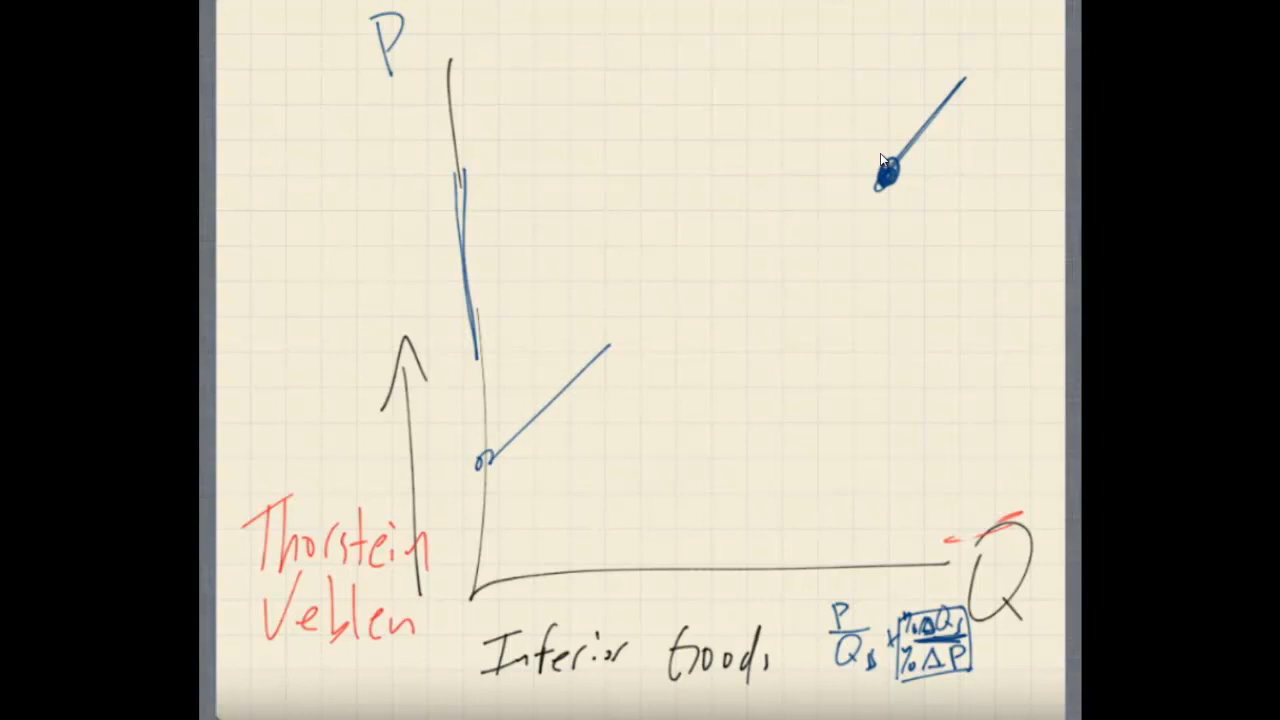 P
Thorstein
Veblen
Q
Inferior Goods
P %ΔQs
Qs × %ΔP